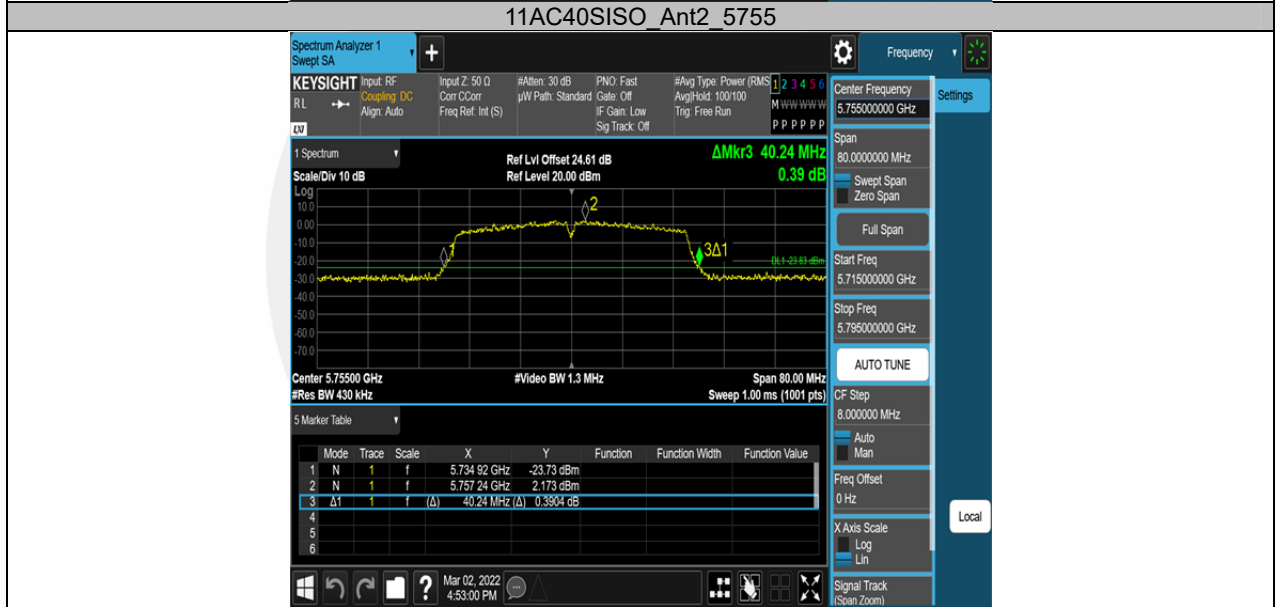 11AC40SISO_Ant2_5755
Spectrum Analyzer 1
Swept SA
+
Frequency
KEYSIGHT Input: RF Input Z: 50 Ω #Atten: 30 dB PNO: Fast #Avg Type: Power (RMS 1 2 3 4 5 6
RL Coupling: DC Corr CCorr µW Path: Standard Gate: Off Avg|Hold: 100/100 M W W W W W
Align: Auto Freq Ref: Int (S) IF Gain: Low Trig: Free Run
LXI Sig Track: Off P P P P P P
Center Frequency
5.755000000 GHz
Settings
1 Spectrum
Ref Lvl Offset 24.61 dB
ΔMkr3 40.24 MHz
Scale/Div 10 dB
Ref Level 20.00 dBm
0.39 dB
Span
80.0000000 MHz
Swept Span
Zero Span
Full Span
Log
10.0
0.00
-10.0
-20.0
-30.0
-40.0
-50.0
-60.0
-70.0
1
2
3Δ1
DL1 -23.83 dBm
Start Freq
5.715000000 GHz
Stop Freq
5.795000000 GHz
AUTO TUNE
Center 5.75500 GHz #Video BW 1.3 MHz Span 80.00 MHz
#Res BW 430 kHz Sweep 1.00 ms (1001 pts)
CF Step
8.000000 MHz
Auto
Man
5 Marker Table
Mode Trace Scale X Y Function Function Width Function Value
1 N 1 f 5.734 92 GHz -23.73 dBm
2 N 1 f 5.757 24 GHz 2.173 dBm
3 Δ1 1 f (Δ) 40.24 MHz (Δ) 0.3904 dB
4
5
6
Freq Offset
0 Hz
X Axis Scale
Log
Lin
Local
Signal Track
(Span Zoom)
? Mar 02, 2022
4:53:00 PM